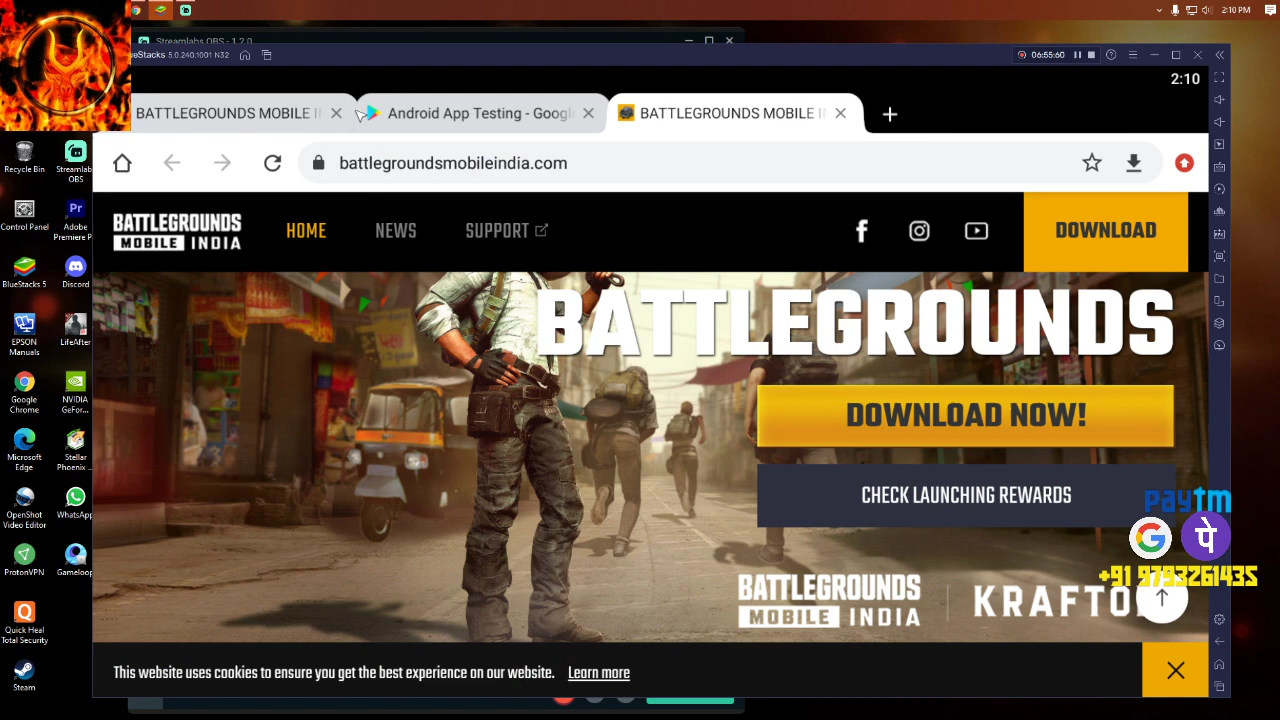 2:10 PM
Streamlabs OBS - 1.2.0
BlueStacks 5.0.240.1001 N32
06:55:60
2:10
BATTLEGROUNDS MOBILE I
Android App Testing - Googl
BATTLEGROUNDS MOBILE I
battlegroundsmobileindia.com
BATTLEGROUNDS
MOBILE INDIA
HOME
NEWS
SUPPORT
DOWNLOAD
BATTLEGROUNDS
DOWNLOAD NOW!
CHECK LAUNCHING REWARDS
paytm
G
पे
+91 9793261435
BATTLEGROUNDS
MOBILE INDIA
KRAFTO
This website uses cookies to ensure you get the best experience on our website. Learn more
Recycle Bin
Streamlabs
OBS
Control Panel
Pr
Adobe
Premiere P
BlueStacks 5
Discord
EPSON
Manuals
LifeAfter
Google
Chrome
NVIDIA
GeFor...
Microsoft
Edge
Stellar
Phoenix ...
OpenShot
Video Editor
WhatsApp
ProtonVPN
Gameloop
Quick Heal
Total Security
Steam